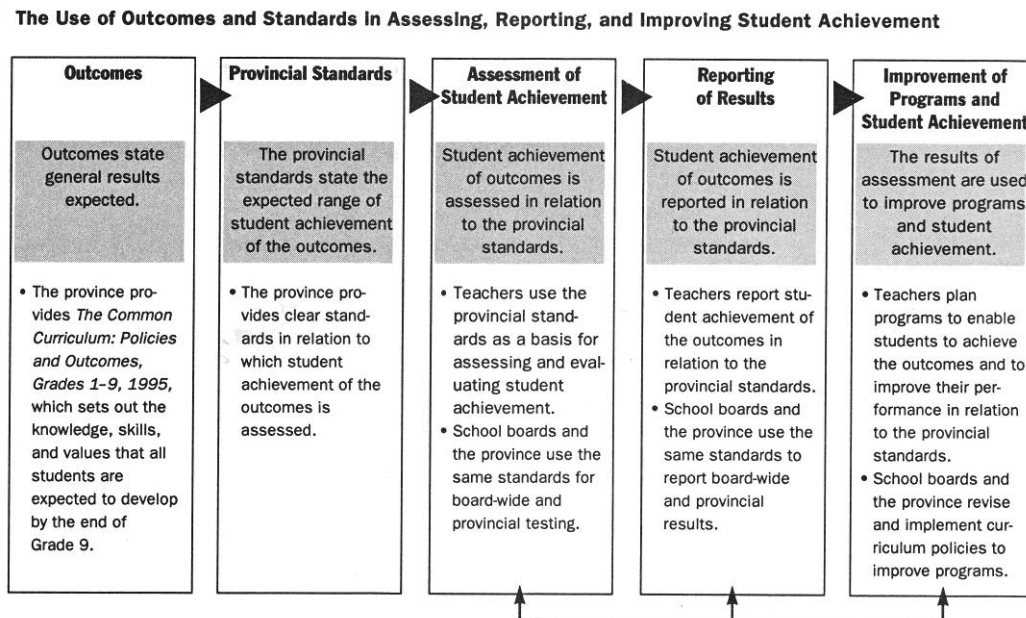 The Use of Outcomes and Standards in Assessing, Reporting, and Improving Student Achievement
Outcomes
Outcomes state
general results
expected.
• The province pro-
vides The Common
Curriculum: Policies
and Outcomes,
Grades 1–9, 1995,
which sets out the
knowledge, skills,
and values that all
students are
expected to develop
by the end of
Grade 9.
Provincial Standards
The provincial
standards state the
expected range of
student achievement
of the outcomes.
• The province pro-
vides clear stand-
ards in relation to
which student
achievement of the
outcomes is
assessed.
Assessment of
Student Achievement
Student achievement
of outcomes is
assessed in relation
to the provincial
standards.
• Teachers use the
provincial stand-
ards as a basis for
assessing and eval-
uating student
achievement.
• School boards and
the province use the
same standards for
board-wide and
provincial testing.
Reporting
of Results
Student achievement
of outcomes is
reported in relation
to the provincial
standards.
• Teachers report stu-
dent achievement of
the outcomes in
relation to the
provincial standards.
• School boards and
the province use the
same standards to
report board-wide
and provincial
results.
Improvement of
Programs and
Student Achievement
The results of
assessment are used
to improve programs
and student
achievement.
• Teachers plan
programs to enable
students to achieve
the outcomes and to
improve their per-
formance in relation
to the provincial
standards.
• School boards and
the province revise
and implement cur-
riculum policies to
improve programs.